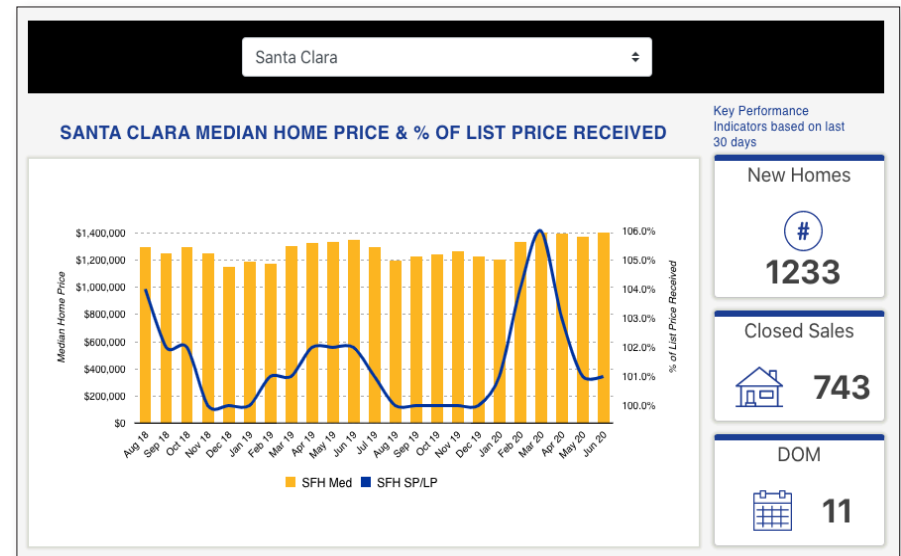 Santa Clara
SANTA CLARA MEDIAN HOME PRICE & % OF LIST PRICE RECEIVED
Key Performance
Indicators based on last
30 days
New Homes
#
1233
Closed Sales
743
DOM
11
Median Home Price
$1,400,000
$1,200,000
$1,000,000
$800,000
$600,000
$400,000
$200,000
$0
106.0%
105.0%
104.0%
103.0%
102.0%
101.0%
100.0%
% of List Price Received
Aug 18
Sep 18
Oct 18
Nov 18
Dec 18
Jan 19
Feb 19
Mar 19
Apr 19
May 19
Jun 19
Jul 19
Aug 19
Sep 19
Oct 19
Nov 19
Dec 19
Jan 20
Feb 20
Mar 20
Apr 20
May 20
Jun 20
SFH Med SFH SP/LP